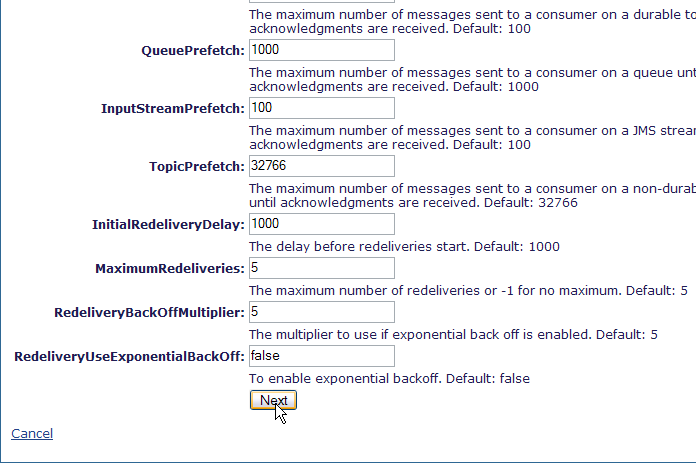 The maximum number of messages sent to a consumer on a durable to
acknowledgments are received. Default: 100
QueuePrefetch: 1000
The maximum number of messages sent to a consumer on a queue unt
acknowledgments are received. Default: 1000
InputStreamPrefetch: 100
The maximum number of messages sent to a consumer on a JMS strear
acknowledgments are received. Default: 100
TopicPrefetch: 32766
The maximum number of messages sent to a consumer on a non-durab
until acknowledgments are received. Default: 32766
InitialRedeliveryDelay: 1000
The delay before redeliveries start. Default: 1000
MaximumRedeliveries: 5
The maximum number of redeliveries or -1 for no maximum. Default: 5
RedeliveryBackOffMultiplier: 5
The multiplier to use if exponential back off is enabled. Default: 5
RedeliveryUseExponentialBackOff: false
To enable exponential backoff. Default: false
Next
Cancel